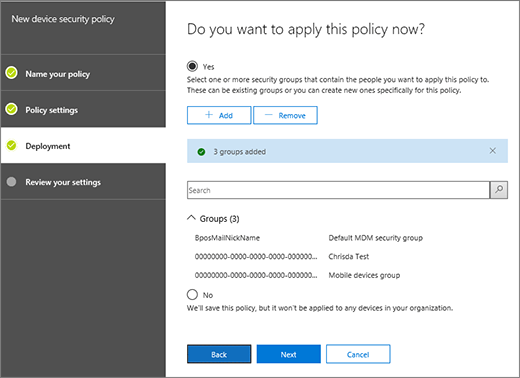 New device security policy
Name your policy
Policy settings
Deployment
Review your settings
Do you want to apply this policy now?
Yes
Select one or more security groups that contain the people you want to apply this policy to.
These can be existing groups or you can create new ones specifically for this policy.
Add Remove
3 groups added
Search
Groups (3)
BposMailNickName Default MDM security group
00000000-0000-0000-0000-000000... Chrisda Test
00000000-0000-0000-0000-000000... Mobile devices group
No
We'll save this policy, but it won't be applied to any devices in your organization.
Back Next Cancel